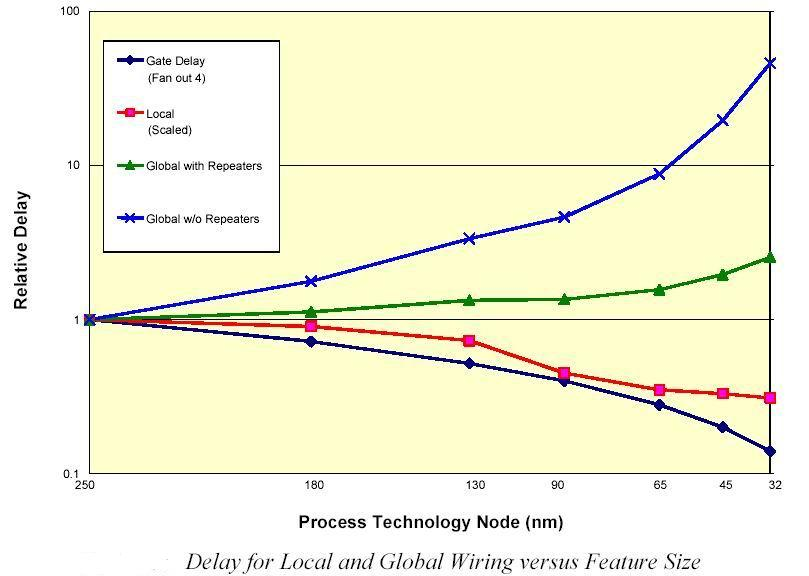 100
10
1
0.1
Relative Delay
Gate Delay
(Fan out 4)
Local
(Scaled)
Global with Repeaters
Global w/o Repeaters
250 180 130 90 65 45 32
Process Technology Node (nm)
Delay for Local and Global Wiring versus Feature Size